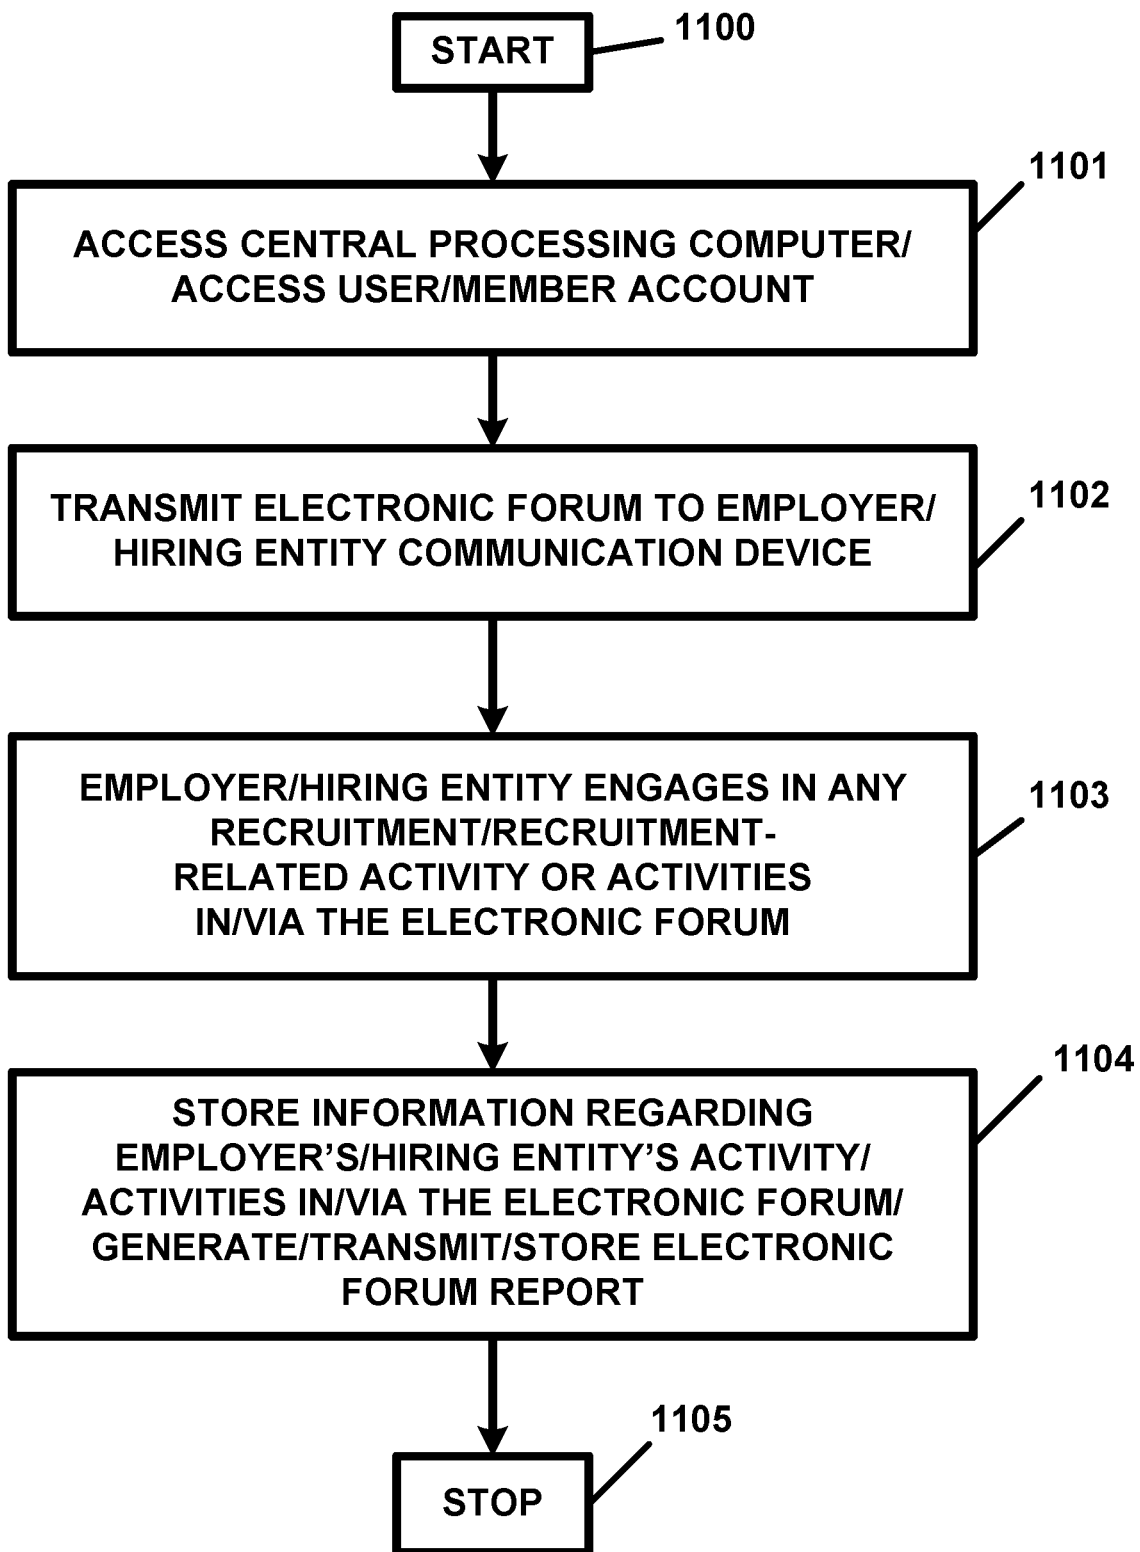 START
1100
1101
ACCESS CENTRAL PROCESSING COMPUTER/
ACCESS USER/MEMBER ACCOUNT
1102
TRANSMIT ELECTRONIC FORUM TO EMPLOYER/
HIRING ENTITY COMMUNICATION DEVICE
1103
EMPLOYER/HIRING ENTITY ENGAGES IN ANY
RECRUITMENT/RECRUITMENT-
RELATED ACTIVITY OR ACTIVITIES
IN/VIA THE ELECTRONIC FORUM
1104
STORE INFORMATION REGARDING
EMPLOYER’S/HIRING ENTITY’S ACTIVITY/
ACTIVITIES IN/VIA THE ELECTRONIC FORUM/
GENERATE/TRANSMIT/STORE ELECTRONIC
FORUM REPORT
1105
STOP